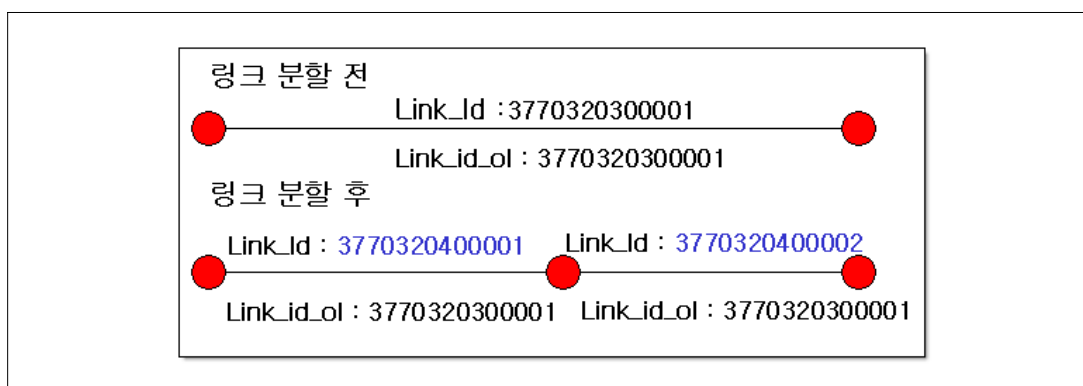 링크 분할 전
Link_Id :3770320300001
Link_id_ol : 3770320300001
링크 분할 후
Link_Id : 3770320400001
Link_Id : 3770320400002
Link_id_ol : 3770320300001
Link_id_ol : 3770320300001